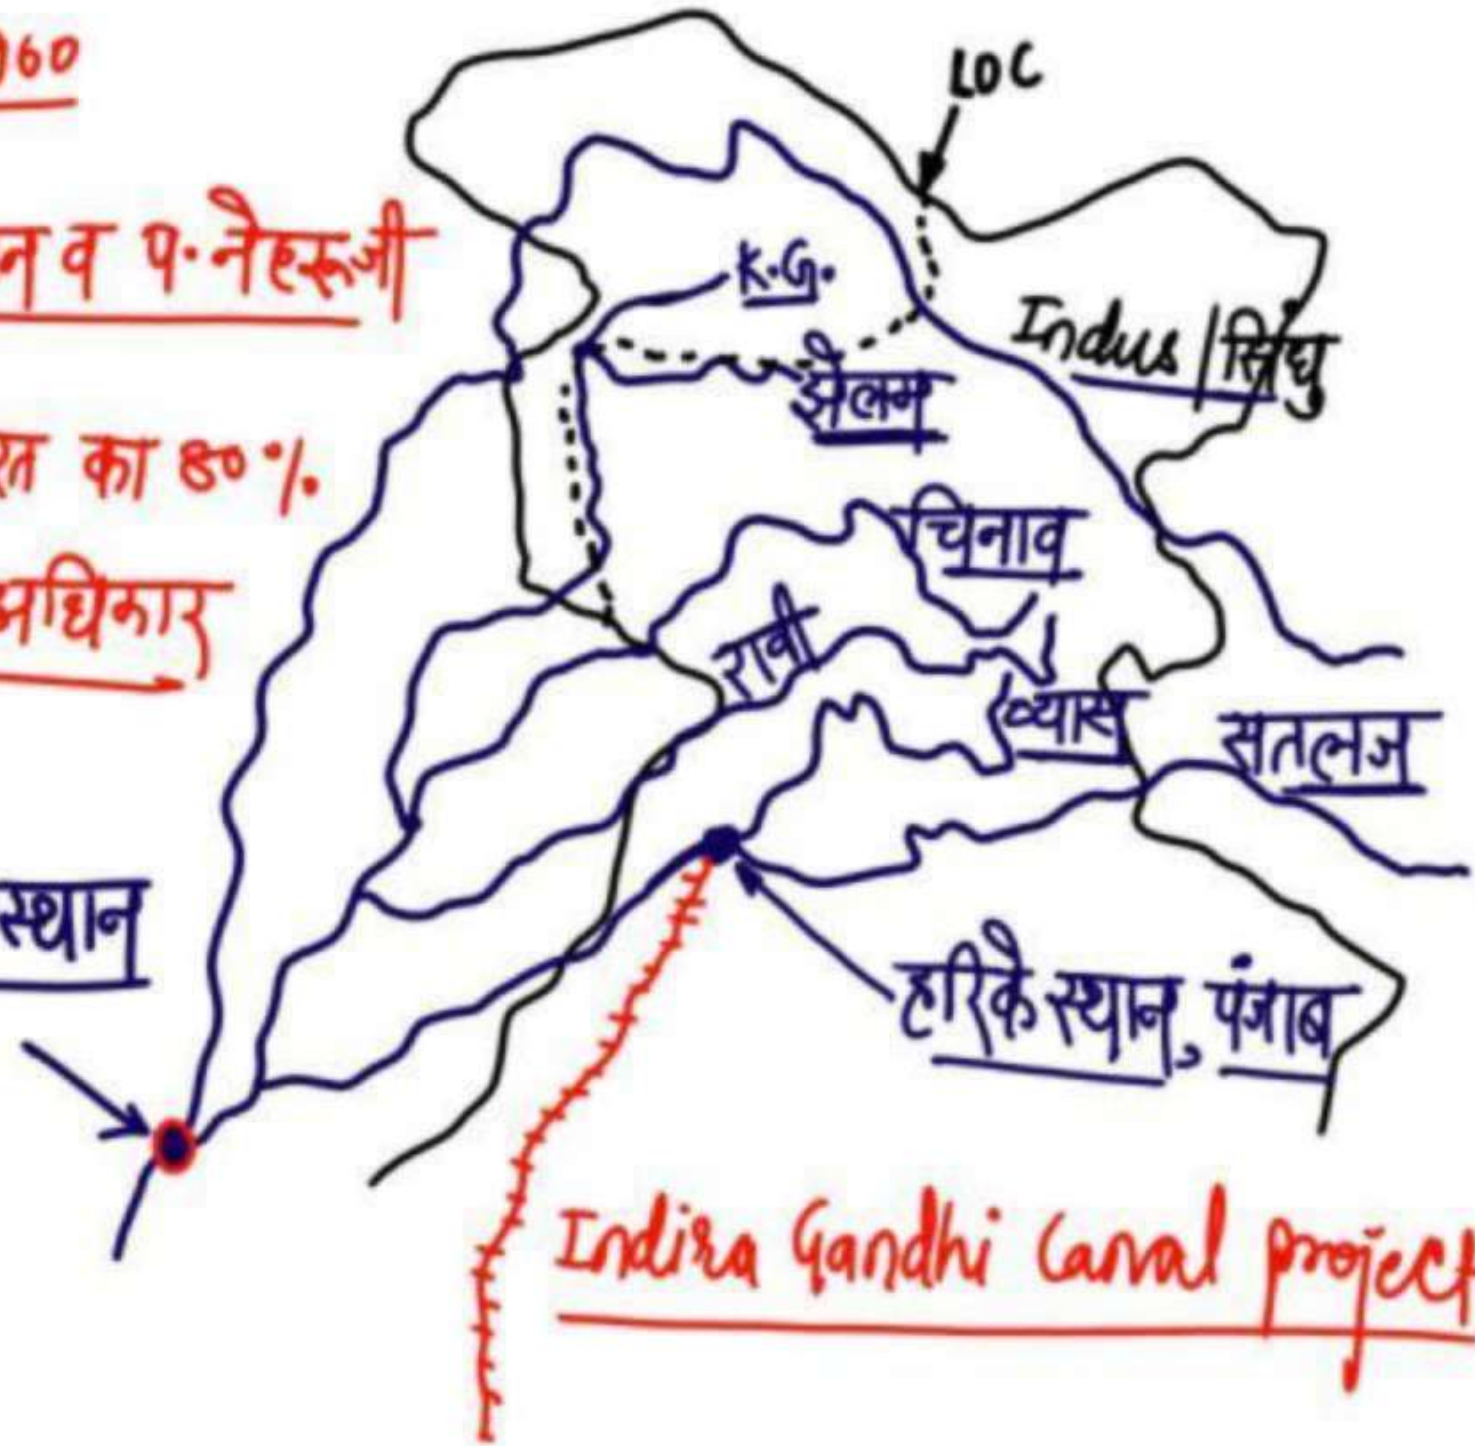 960
LOC
न व प. नेहरूजी
K.G.
Indus / सिंधु
झेलम
का 80%.
चिनाव
अधिकार
रावी
व्यास
सतलज
स्थान
हरिके स्थान, पंजाब
Indira Gandhi Canal project